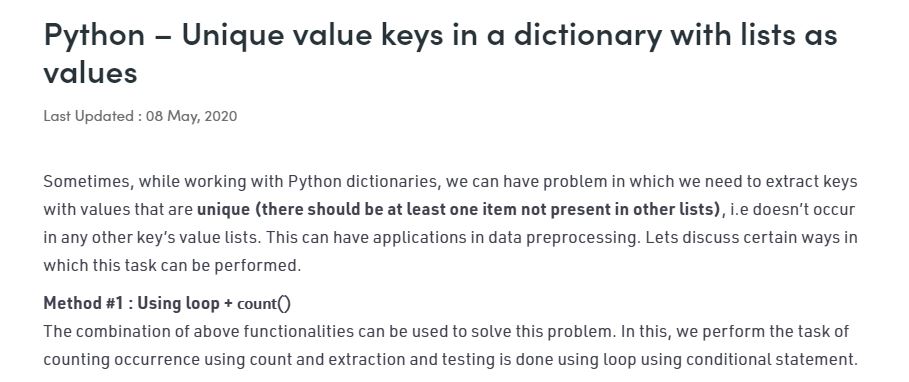 Python – Unique value keys in a dictionary with lists as
values
Last Updated : 08 May, 2020
Sometimes, while working with Python dictionaries, we can have problem in which we need to extract keys
with values that are unique (there should be at least one item not present in other lists), i.e doesn’t occur
in any other key’s value lists. This can have applications in data preprocessing. Lets discuss certain ways in
which this task can be performed.
Method #1 : Using loop + count()
The combination of above functionalities can be used to solve this problem. In this, we perform the task of
counting occurrence using count and extraction and testing is done using loop using conditional statement.